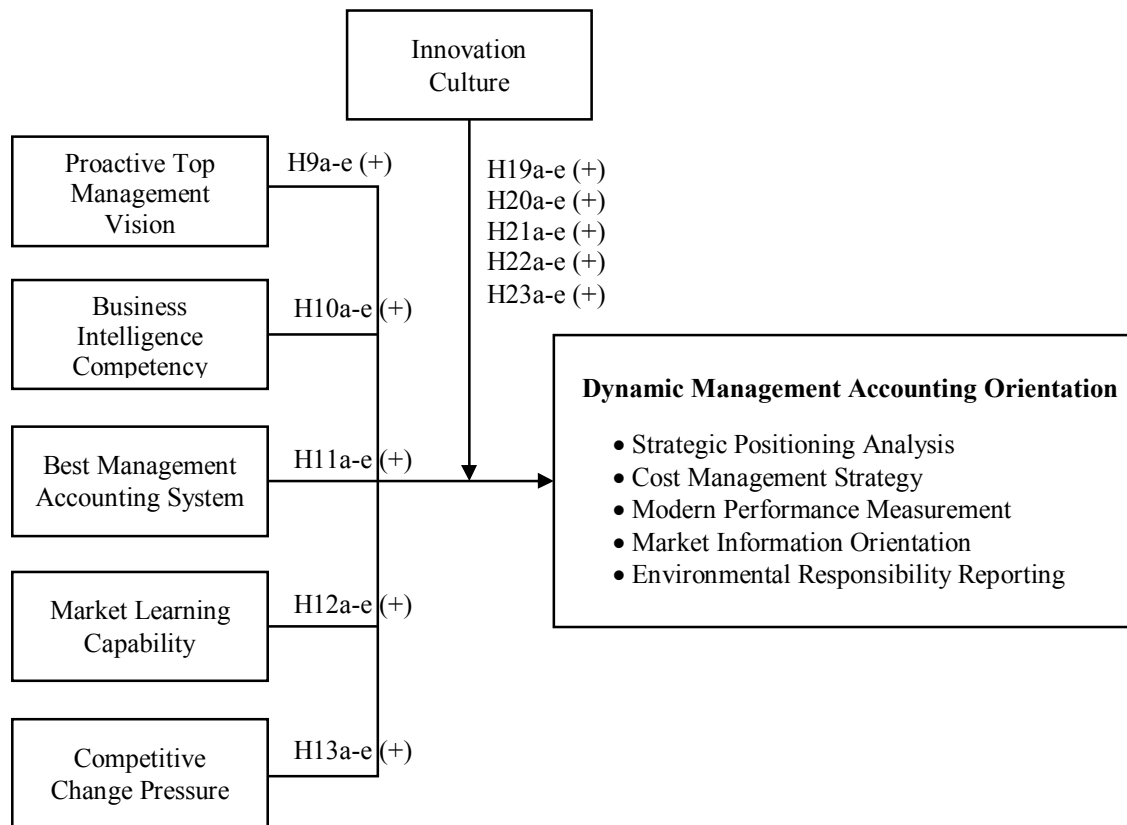 Innovation
Culture
Proactive Top
Management
Vision
H9a-e (+)
H19a-e (+)
H20a-e (+)
H21a-e (+)
H22a-e (+)
H23a-e (+)
Business
Intelligence
Competency
H10a-e (+)
Best Management
Accounting System
H11a-e (+)
Market Learning
Capability
H12a-e (+)
Competitive
Change Pressure
H13a-e (+)
Dynamic Management Accounting Orientation
• Strategic Positioning Analysis
• Cost Management Strategy
• Modern Performance Measurement
• Market Information Orientation
• Environmental Responsibility Reporting